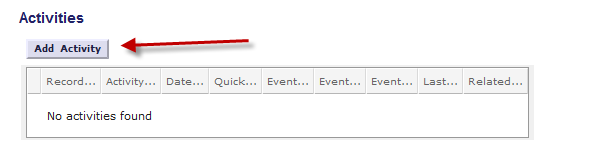 Activities
Add Activity
Record... Activity... Date... Quick... Event... Event... Event... Last... Related...
No activities found